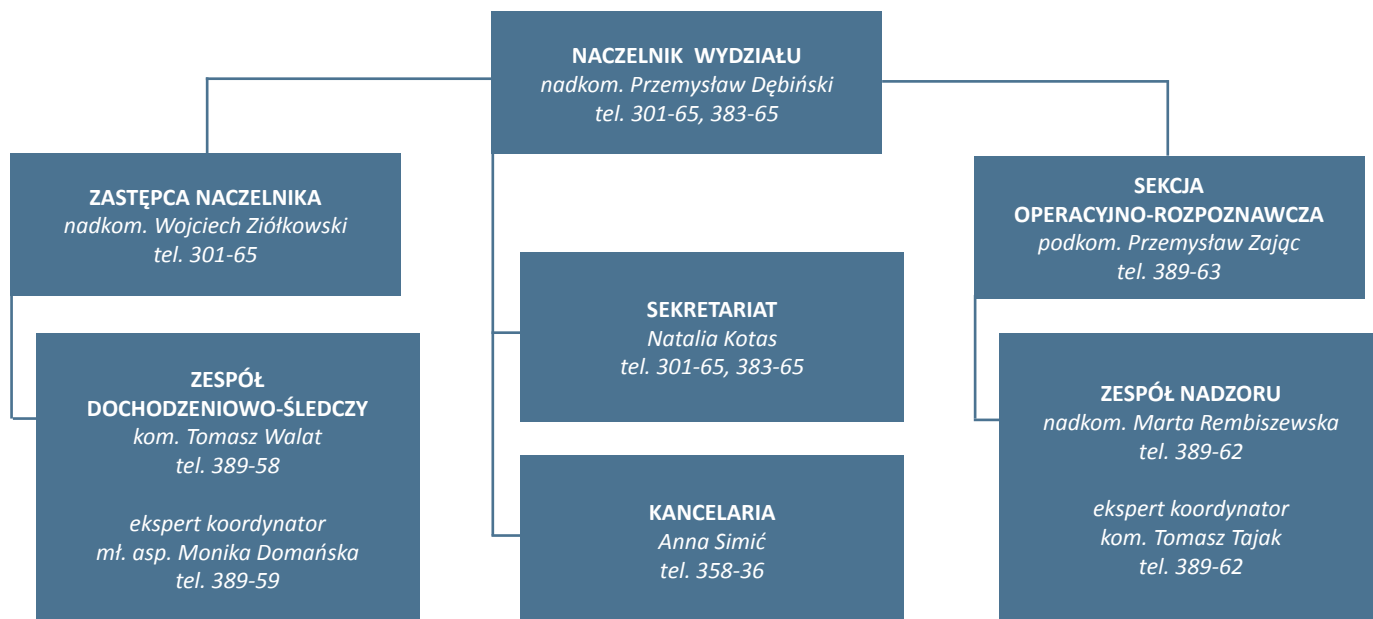 NACZELNIK WYDZIAŁU
nadkom. Przemysław Dębiński
tel. 301-65, 383-65
ZASTĘPCA NACZELNIKA
nadkom. Wojciech Ziółkowski
tel. 301-65
SEKCJA
OPERACYJNO-ROZPOZNAWCZA
podkom. Przemysław Zając
tel. 389-63
SEKRETARIAT
Natalia Kotas
tel. 301-65, 383-65
ZESPÓŁ
DOCHODZENIOWO-ŚLEDCZY
kom. Tomasz Walat
tel. 389-58
ekspert koordynator
mł. asp. Monika Domańska
tel. 389-59
KANCELARIA
Anna Simić
tel. 358-36
ZESPÓŁ NADZORU
nadkom. Marta Rembiszewska
tel. 389-62
ekspert koordynator
kom. Tomasz Tajak
tel. 389-62